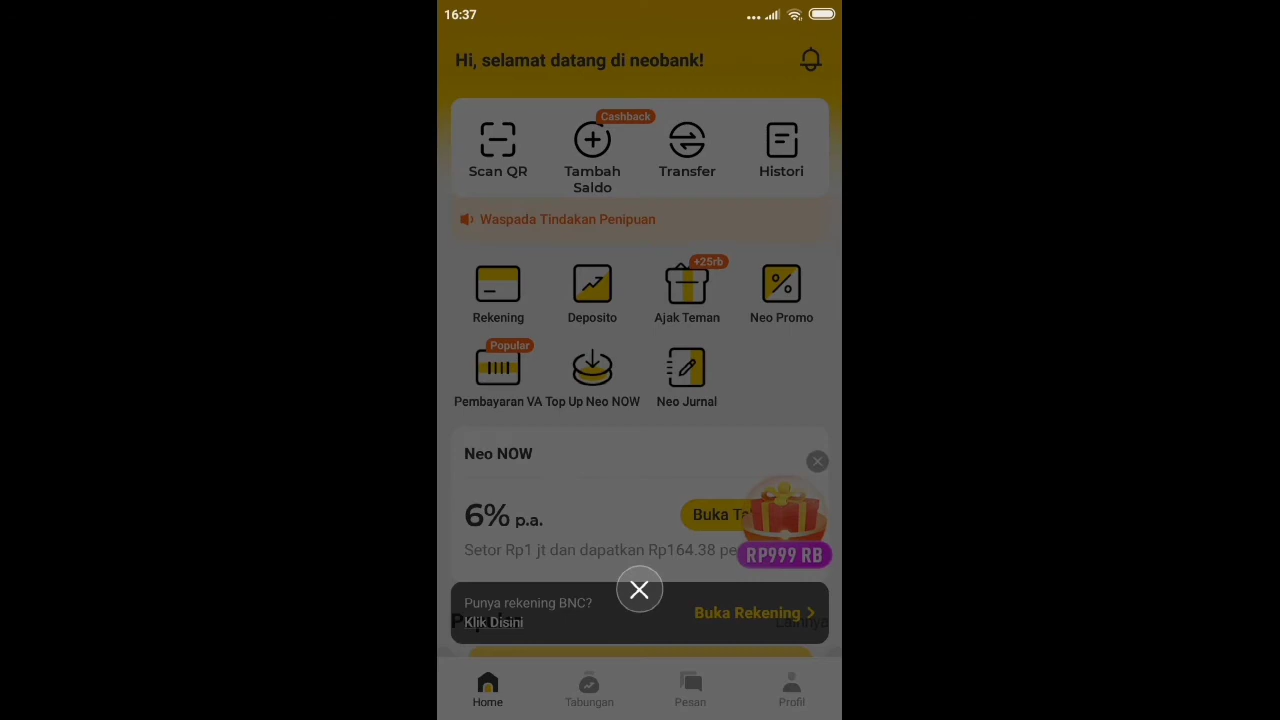 16:37
Hi, selamat datang di neobank!
Cashback
Scan QR
Tambah
Saldo
Transfer
Histori
Waspada Tindakan Penipuan
+25rb
Rekening
Deposito
Ajak Teman
Neo Promo
Popular
Pembayaran VA
Top Up Neo NOW
Neo Jurnal
Neo NOW
6% p.a.
Buka Ta
Setor Rp1 jt dan dapatkan Rp164.38 pe
RP999 RB
Punya rekening BNC?
Klik Disini
Buka Rekening
Lainnya
Home
Tabungan
Pesan
Profil